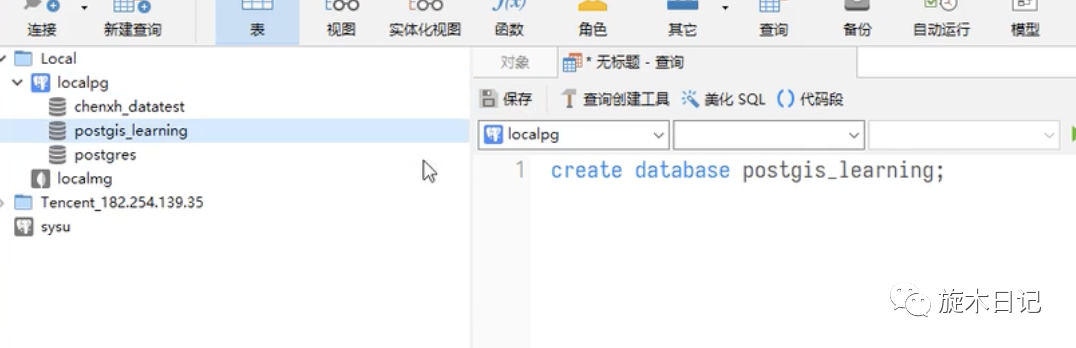 连接 新建查询 表 视图 实体化视图 函数 角色 其它 查询 备份 自动运行 模型
Local
localpg
chenxh_datatest
postgis_learning
postgres
localmg
Tencent_182.254.139.35
sysu
对象 * 无标题 - 查询
保存 查询创建工具 美化 SQL () 代码段
localpg
1 create database postgis_learning;
旋木日记